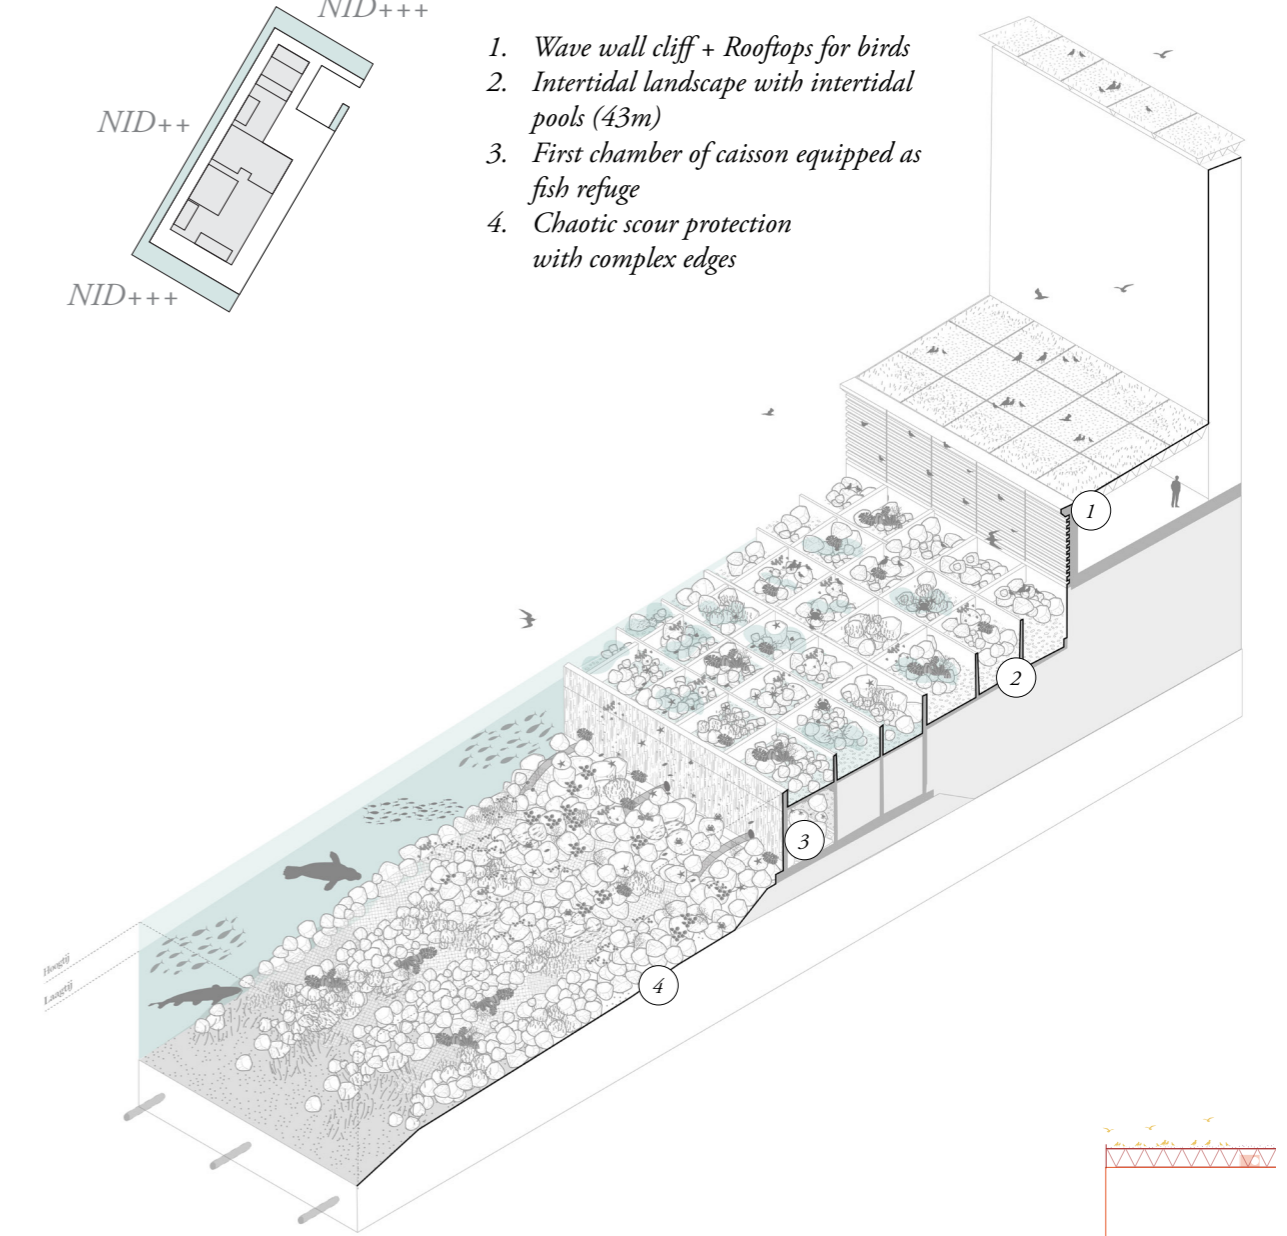 NID+++
NID++
NID+++
1. Wave wall cliff + Rooftops for birds
2. Intertidal landscape with intertidal
pools (43m)
3. First chamber of caisson equipped as
fish refuge
4. Chaotic scour protection
with complex edges
1
2
3
4
Hoogtij
Laagtij